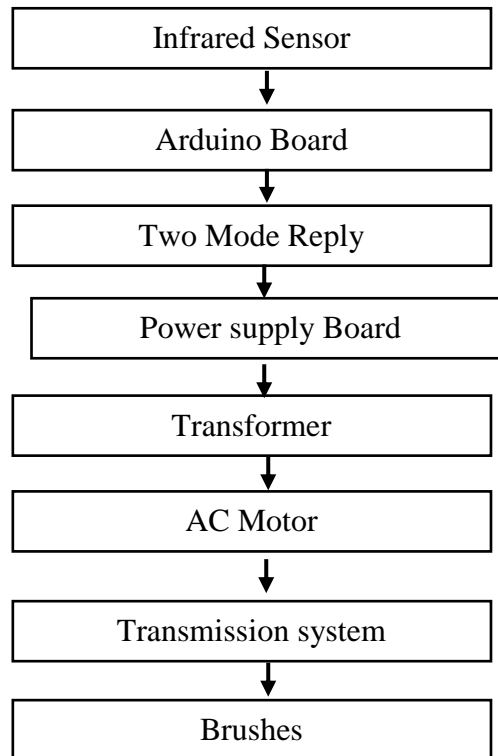 Infrared Sensor
Arduino Board
Two Mode Reply
Power supply Board
Transformer
AC Motor
Transmission system
Brushes